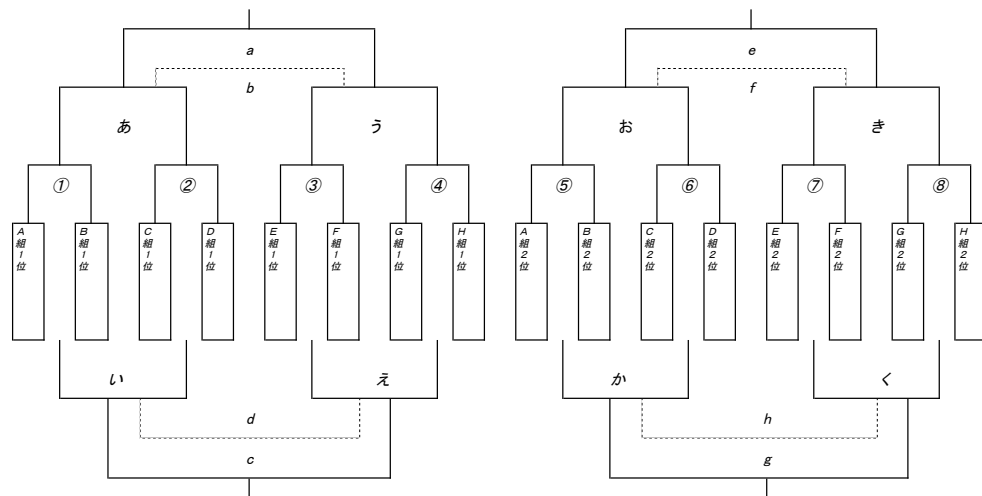 a e
b f
あ う お き
① ② ③ ④ ⑤ ⑥ ⑦ ⑧
A組1位 B組1位 C組1位 D組1位 E組1位 F組1位 G組1位 H組1位 A組2位 B組2位 C組2位 D組2位 E組2位 F組2位 G組2位 H組2位
い え か く
d h
c g